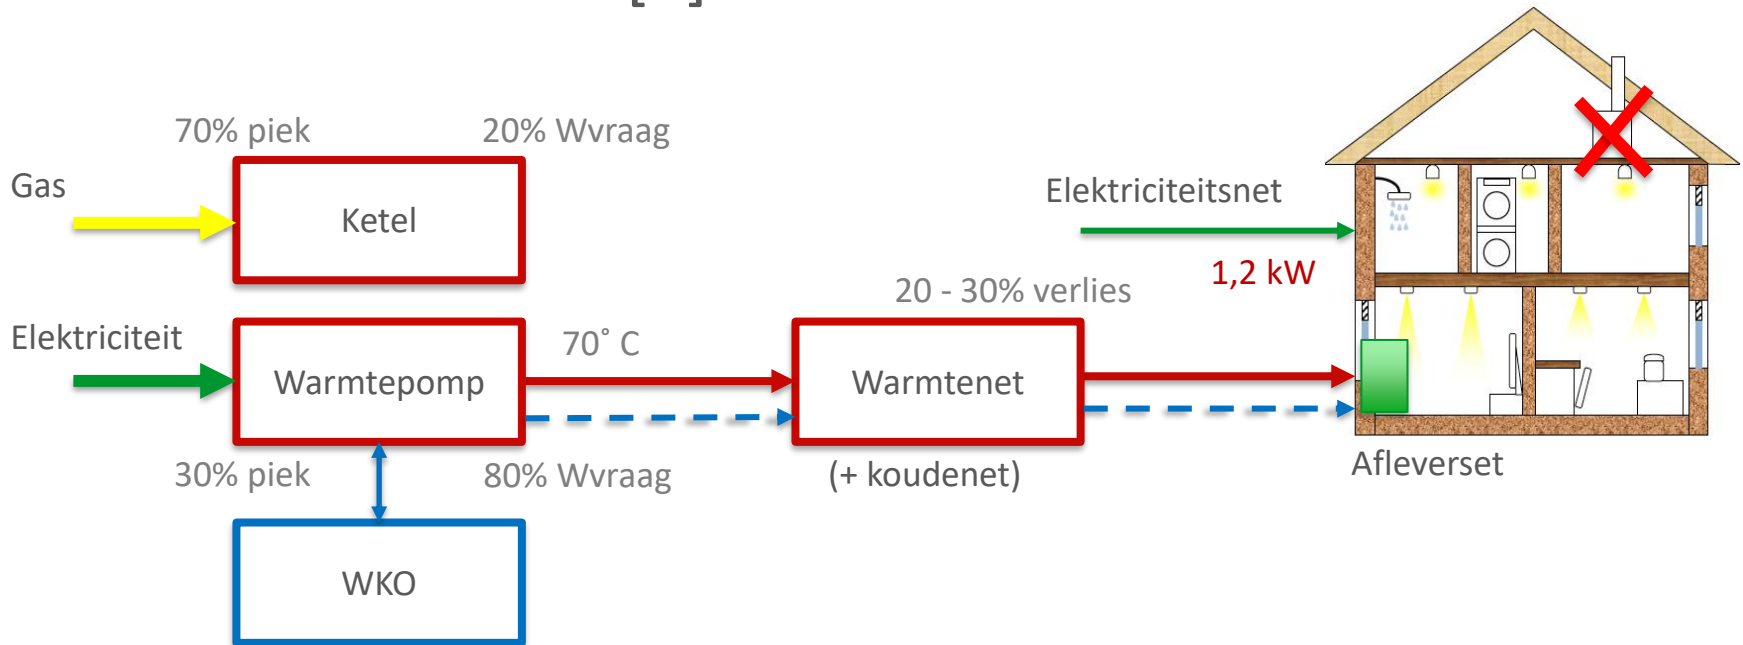 70% piek
20% Wvraag
Gas
Ketel
Elektriciteitsnet
1,2 kW
20 - 30% verlies
Elektriciteit
70˚ C
Warmtepomp
Warmtenet
30% piek
80% Wvraag
(+ koudenet)
Afleverset
WKO